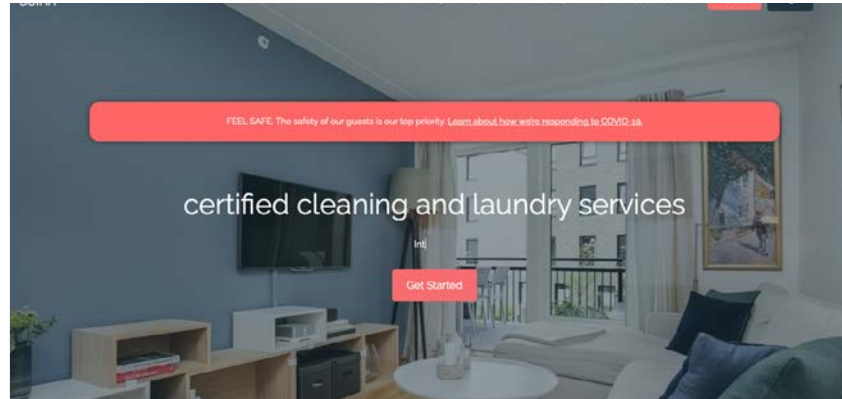 FEEL SAFE. The safety of our guests is our top priority. Learn about how we're responding to COVID-19.
certified cleaning and laundry services
Int
Get Started